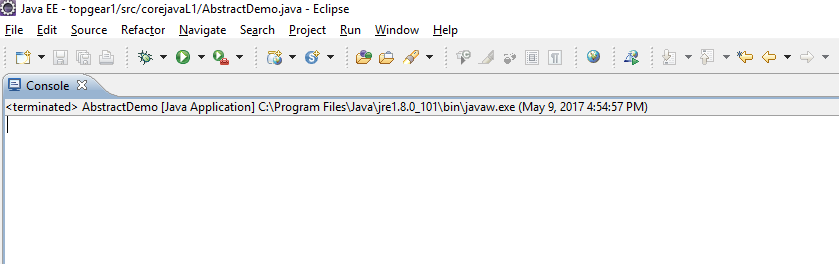 Java EE - topgear1/src/corejavaL1/AbstractDemo.java - Eclipse
File Edit Source Refactor Navigate Search Project Run Window Help
Console
<terminated> AbstractDemo [Java Application] C:\Program Files\Java\jre1.8.0_101\bin\javaw.exe (May 9, 2017 4:54:57 PM)